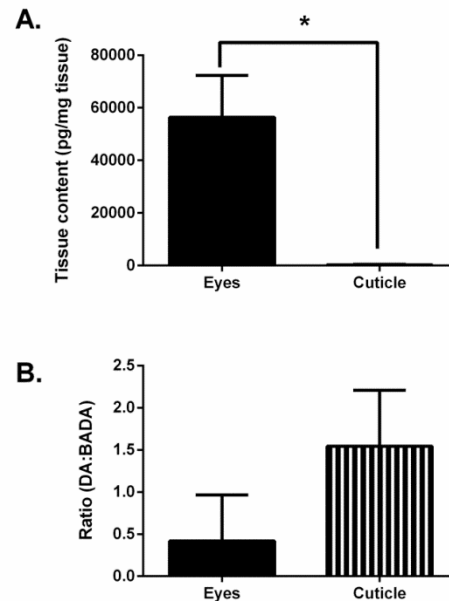 A.
*
Tissue content (pg/mg tissue)
80000
60000
40000
20000
0
Eyes Cuticle
B.
Ratio (DA:BADA)
2.5
2.0
1.5
1.0
0.5
0.0
Eyes Cuticle